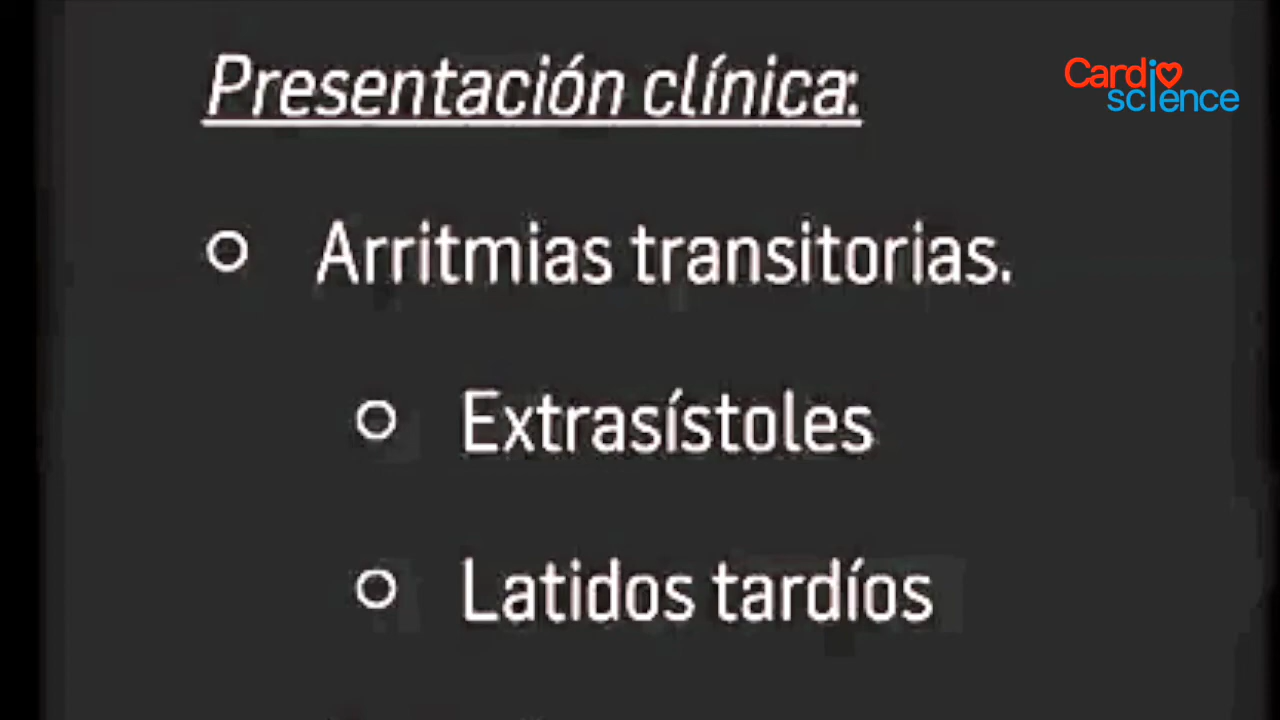 Presentación clínica:
Cardio
science
Arritmias transitorias.
Extrasístoles
Latidos tardíos